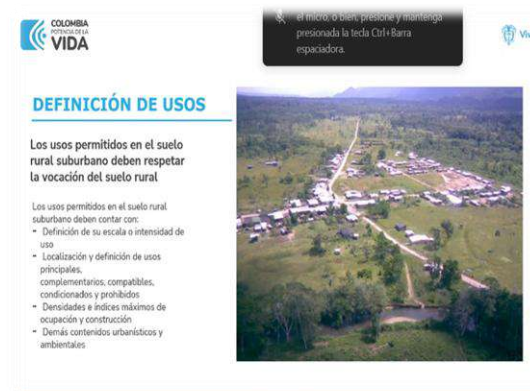 COLOMBIA
POTENCIA DE LA
VIDA
el micro, o bien, presione y mantenga
presionada la tecla Ctrl+Barra
espaciadora.
DEFINICIÓN DE USOS
Los usos permitidos en el suelo
rural suburbano deben respetar
la vocación del suelo rural
Los usos permitidos en el suelo rural
suburbano deben contar con:
- Definición de su escala o intensidad de
uso
- Localización y definición de usos
principales,
complementarios, compatibles,
condicionados y prohibidos
- Densidades e índices máximos de
ocupación y construcción
- Demás contenidos urbanísticos y
ambientales